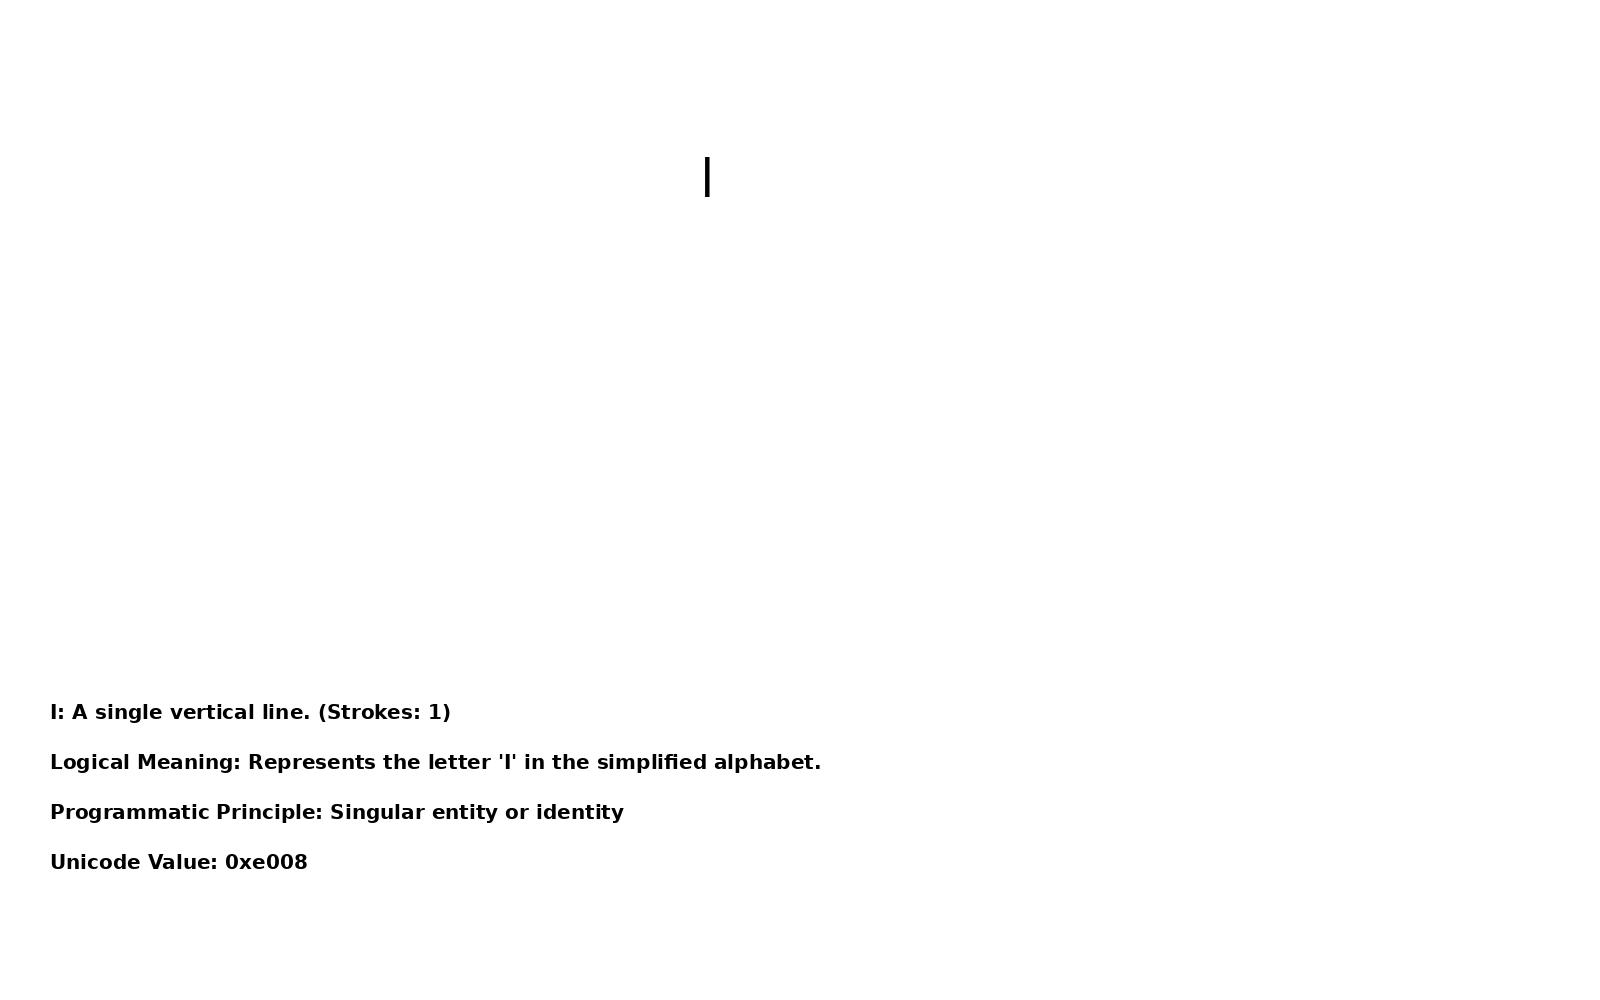 |
I: A single vertical line. (Strokes: 1)
Logical Meaning: Represents the letter 'I' in the simplified alphabet.
Programmatic Principle: Singular entity or identity
Unicode Value: 0xe008